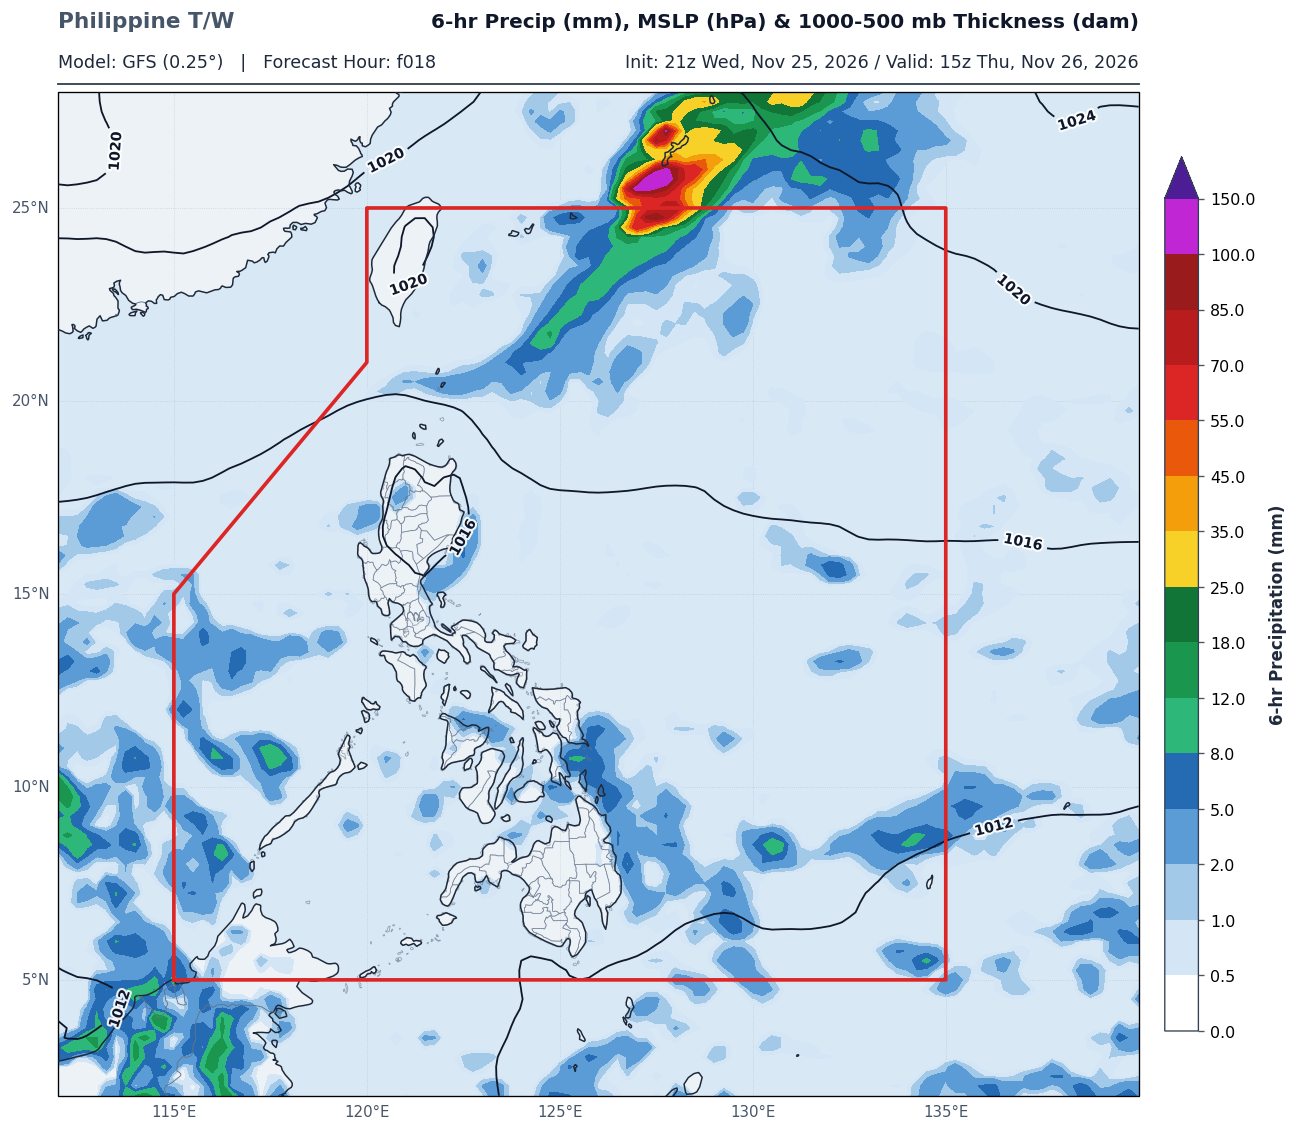 Philippine T/W
6-hr Precip (mm), MSLP (hPa) & 1000-500 mb Thickness (dam)
Model: GFS (0.25°) | Forecast Hour: f018
Init: 21z Wed, Nov 25, 2026 / Valid: 15z Thu, Nov 26, 2026
1020
1020
1024
1020
1020
1016
1016
1012
1012
25°N
20°N
15°N
10°N
5°N
115°E
120°E
125°E
130°E
135°E
150.0
100.0
85.0
70.0
55.0
45.0
35.0
25.0
18.0
12.0
8.0
5.0
2.0
1.0
0.5
0.0
6-hr Precipitation (mm)